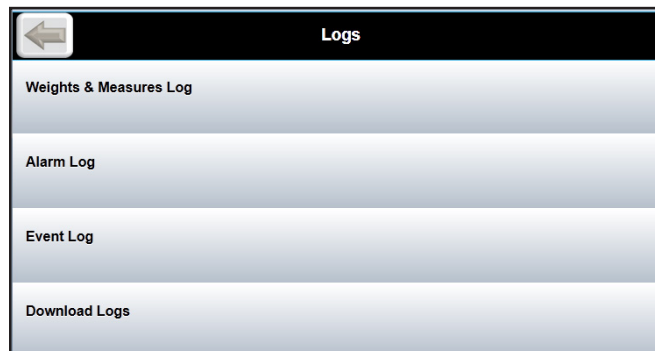 Logs
Weights & Measures Log
Alarm Log
Event Log
Download Logs